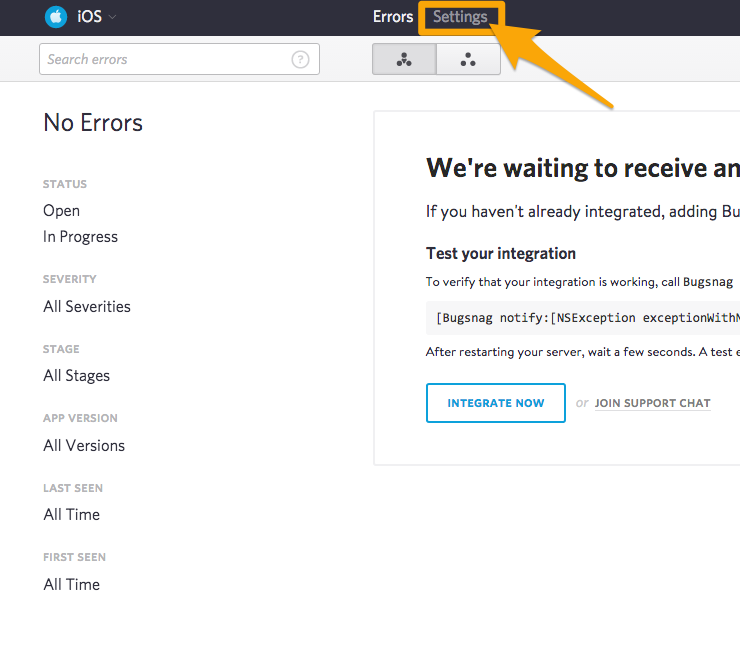 iOS
Errors Settings
Search errors ?
No Errors
STATUS
Open
In Progress
SEVERITY
All Severities
STAGE
All Stages
APP VERSION
All Versions
LAST SEEN
All Time
FIRST SEEN
All Time
We're waiting to receive an
If you haven't already integrated, adding Bu
Test your integration
To verify that your integration is working, call Bugsnag
[Bugsnag notify:[NSException exceptionWithN
After restarting your server, wait a few seconds. A test e
INTEGRATE NOW or JOIN SUPPORT CHAT